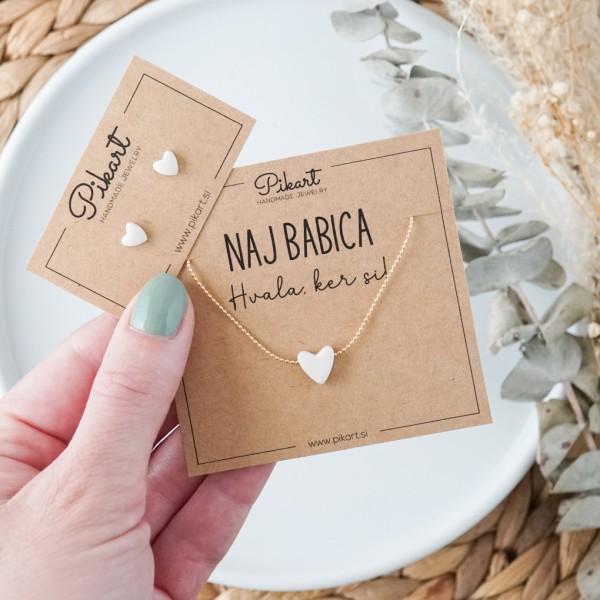 Pikart
HANDMADE JEWELRY
www.pikart.si
Pikart
HANDMADE JEWELRY
NAJ BABICA
Hvala, ker si!
www.pikart.si